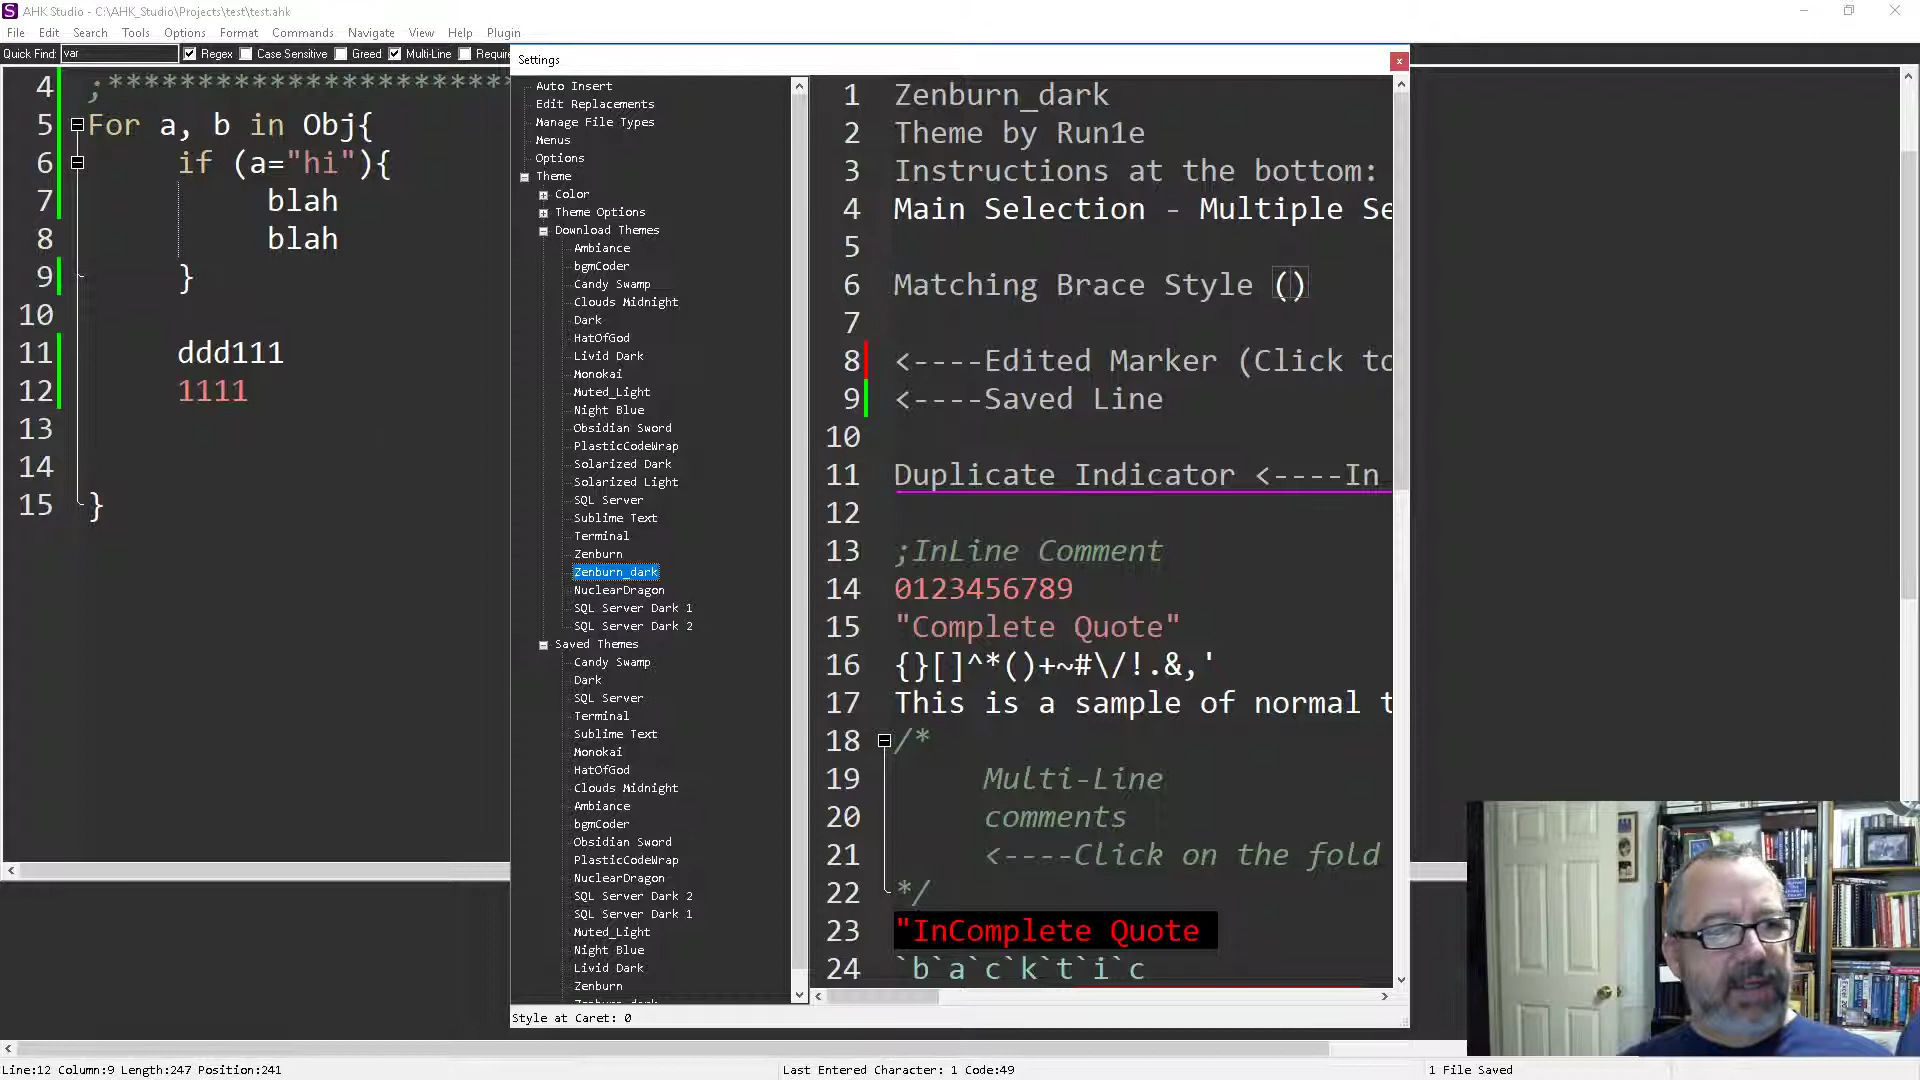 AHK Studio - C:\AHK_Studio\Projects\test\test.ahk
File Edit Search Tools Options Format Commands Navigate View Help Plugin
Quick Find: var Regex Case Sensitive Greed Multi-Line Require
4 ;***********************
5 For a, b in Obj{
6 if (a="hi"){
7 blah
8 blah
9 }
10
11 ddd111
12 1111
13
14
15 }
Settings
Auto Insert
Edit Replacements
Manage File Types
Menus
Options
Theme
Color
Theme Options
Download Themes
Ambiance
bgmCoder
Candy Swamp
Clouds Midnight
Dark
HatOfGod
Livid Dark
Monokai
Muted_Light
Night Blue
Obsidian Sword
PlasticCodeWrap
Solarized Dark
Solarized Light
SQL Server
Sublime Text
Terminal
Zenburn
Zenburn_dark
NuclearDragon
SQL Server Dark 1
SQL Server Dark 2
Saved Themes
Candy Swamp
Dark
SQL Server
Terminal
Sublime Text
Monokai
HatOfGod
Clouds Midnight
Ambiance
bgmCoder
Obsidian Sword
PlasticCodeWrap
NuclearDragon
SQL Server Dark 2
SQL Server Dark 1
Muted_Light
Night Blue
Livid Dark
Zenburn
1 Zenburn_dark
2 Theme by Run1e
3 Instructions at the bottom:
4 Main Selection - Multiple Se
5
6 Matching Brace Style ()
7
8 <----Edited Marker (Click to
9 <----Saved Line
10
11 Duplicate Indicator <----In
12
13 ;InLine Comment
14 0123456789
15 "Complete Quote"
16 {}[]^*()+~#\/!.&,'
17 This is a sample of normal t
18 /*
19 Multi-Line
20 comments
21 <----Click on the fold
22 */
23 "InComplete Quote
24 `b`a`c`k`t`i`c
Style at Caret: 0
Line:12 Column:9 Length:247 Position:241
Last Entered Character: 1 Code:49
1 File Saved